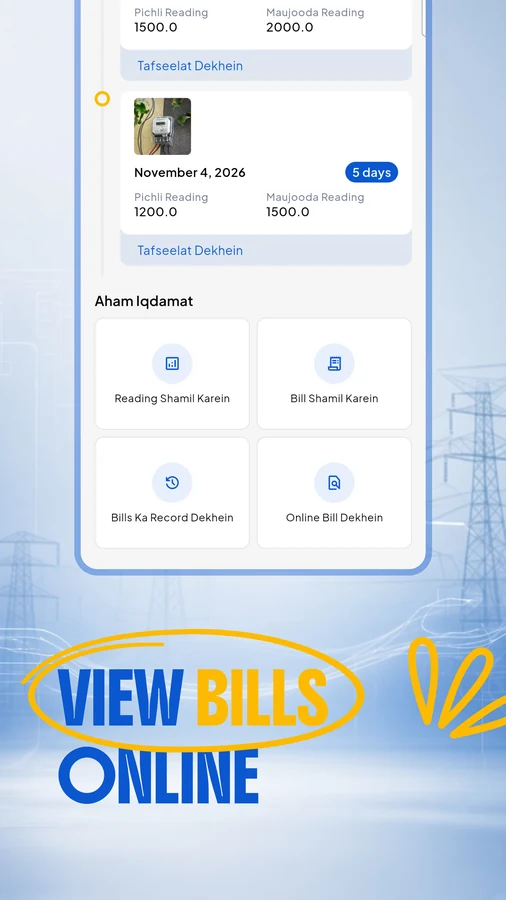 Pichli Reading Maujooda Reading
1500.0 2000.0
Tafseelat Dekhein
November 4, 2026 5 days
Pichli Reading Maujooda Reading
1200.0 1500.0
Tafseelat Dekhein
Aham Iqdamat
Reading Shamil Karein Bill Shamil Karein
Bills Ka Record Dekhein Online Bill Dekhein
VIEW BILLS
ONLINE